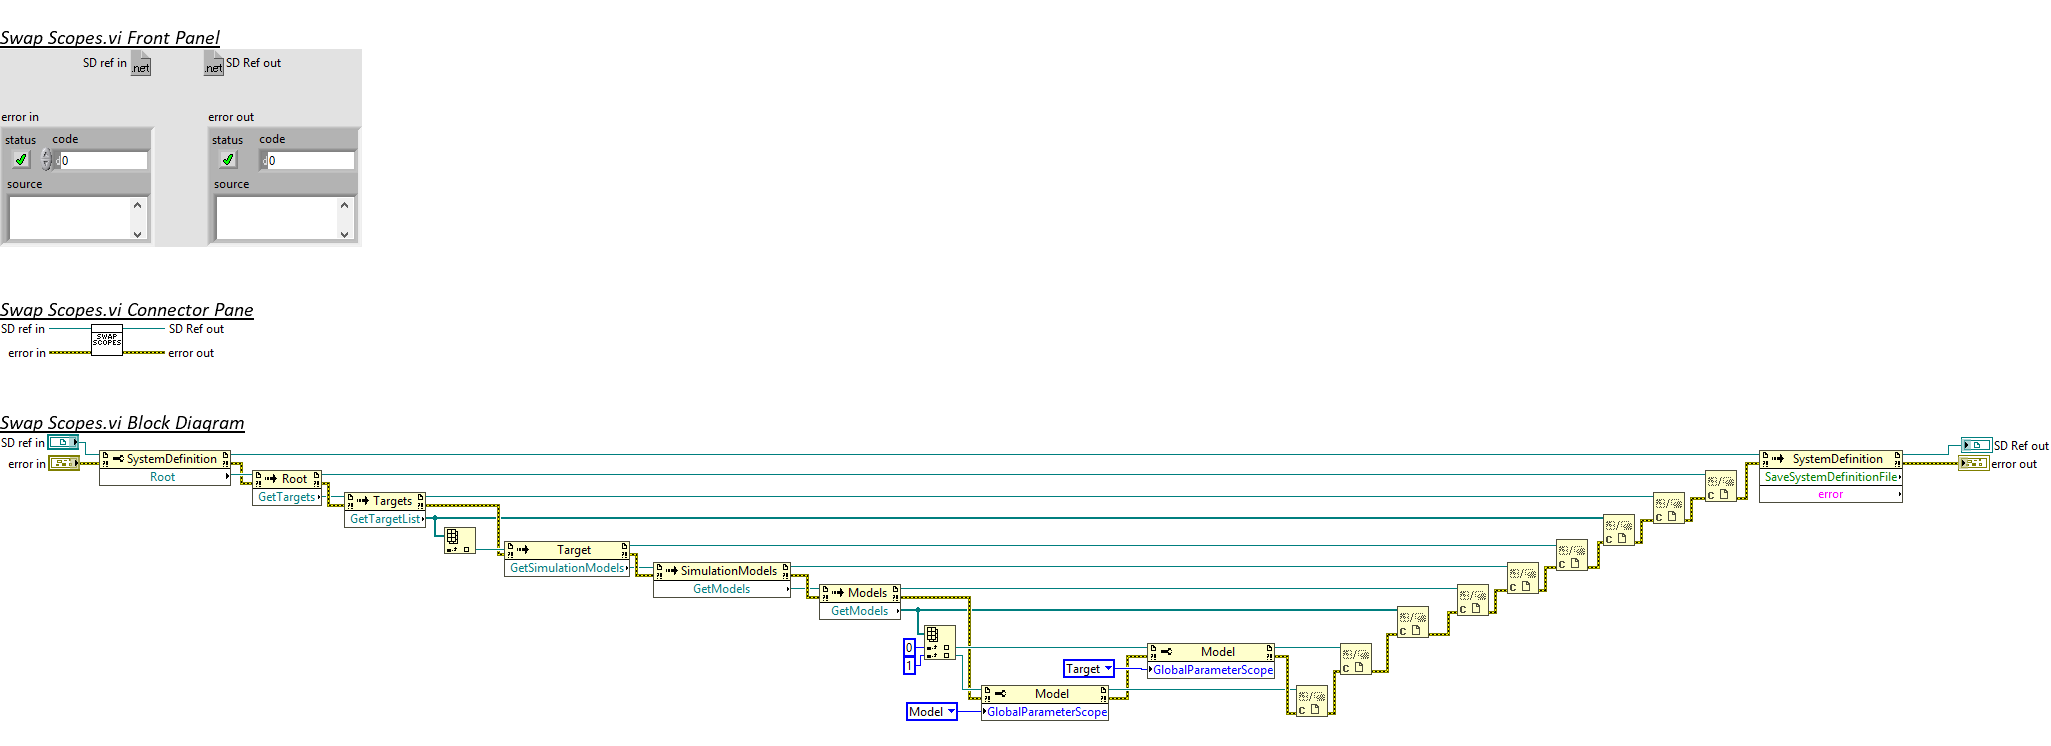 Swap Scopes.vi Front Panel
SD ref in .net
.net SD Ref out
error in
error out
status code
0
source
status code
0
source
Swap Scopes.vi Connector Pane
SD ref in SWAP SCOPES SD Ref out
error in error out
Swap Scopes.vi Block Diagram
SD ref in
error in
SystemDefinition
Root
Root
GetTargets
Targets
GetTargetList
Target
GetSimulationModels
SimulationModels
GetModels
Models
GetModels
0
1
Model
Model
GlobalParameterScope
Target
Model
GlobalParameterScope
C
C
C
C
C
C
C
C
C
SystemDefinition
SaveSystemDefinitionFile
error
SD Ref out
error out